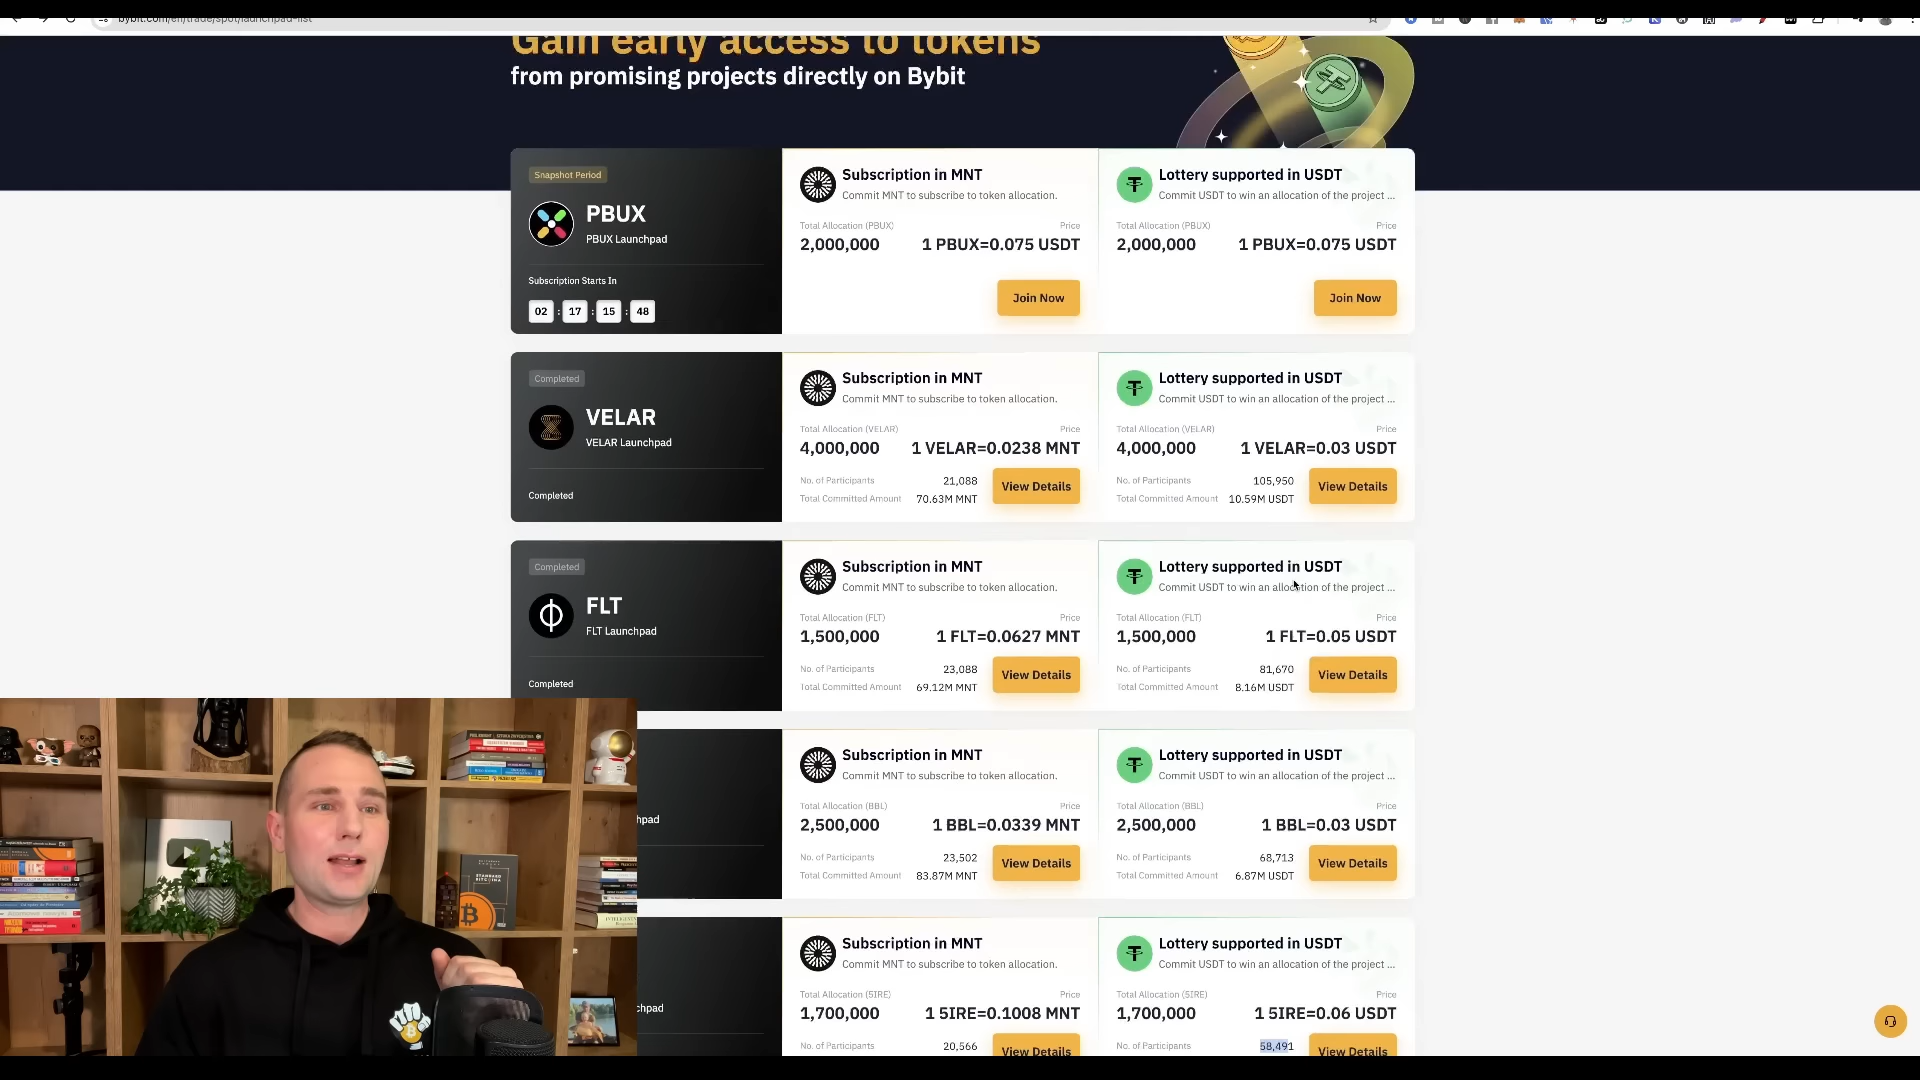 bybit.com/en/trade/spot/launchpad-list
Gain early access to tokens
from promising projects directly on Bybit
Snapshot Period
PBUX
PBUX Launchpad
Subscription Starts In
02 : 17 : 15 : 48
Subscription in MNT
Commit MNT to subscribe to token allocation.
Total Allocation (PBUX) Price
2,000,000 1 PBUX=0.075 USDT
Join Now
Lottery supported in USDT
Commit USDT to win an allocation of the project ...
Total Allocation (PBUX) Price
2,000,000 1 PBUX=0.075 USDT
Join Now
Completed
VELAR
VELAR Launchpad
Completed
Subscription in MNT
Commit MNT to subscribe to token allocation.
Total Allocation (VELAR) Price
4,000,000 1 VELAR=0.0238 MNT
No. of Participants 21,088
Total Committed Amount 70.63M MNT
View Details
Lottery supported in USDT
Commit USDT to win an allocation of the project ...
Total Allocation (VELAR) Price
4,000,000 1 VELAR=0.03 USDT
No. of Participants 105,950
Total Committed Amount 10.59M USDT
View Details
Completed
FLT
FLT Launchpad
Completed
Subscription in MNT
Commit MNT to subscribe to token allocation.
Total Allocation (FLT) Price
1,500,000 1 FLT=0.0627 MNT
No. of Participants 23,088
Total Committed Amount 69.12M MNT
View Details
Lottery supported in USDT
Commit USDT to win an allocation of the project ...
Total Allocation (FLT) Price
1,500,000 1 FLT=0.05 USDT
No. of Participants 81,670
Total Committed Amount 8.16M USDT
View Details
hpad
Subscription in MNT
Commit MNT to subscribe to token allocation.
Total Allocation (BBL) Price
2,500,000 1 BBL=0.0339 MNT
No. of Participants 23,502
Total Committed Amount 83.87M MNT
View Details
Lottery supported in USDT
Commit USDT to win an allocation of the project ...
Total Allocation (BBL) Price
2,500,000 1 BBL=0.03 USDT
No. of Participants 68,713
Total Committed Amount 6.87M USDT
View Details
chpad
Subscription in MNT
Commit MNT to subscribe to token allocation.
Total Allocation (5IRE) Price
1,700,000 1 5IRE=0.1008 MNT
No. of Participants 20,566
View Details
Lottery supported in USDT
Commit USDT to win an allocation of the project ...
Total Allocation (5IRE) Price
1,700,000 1 5IRE=0.06 USDT
No. of Participants 58,491
View Details